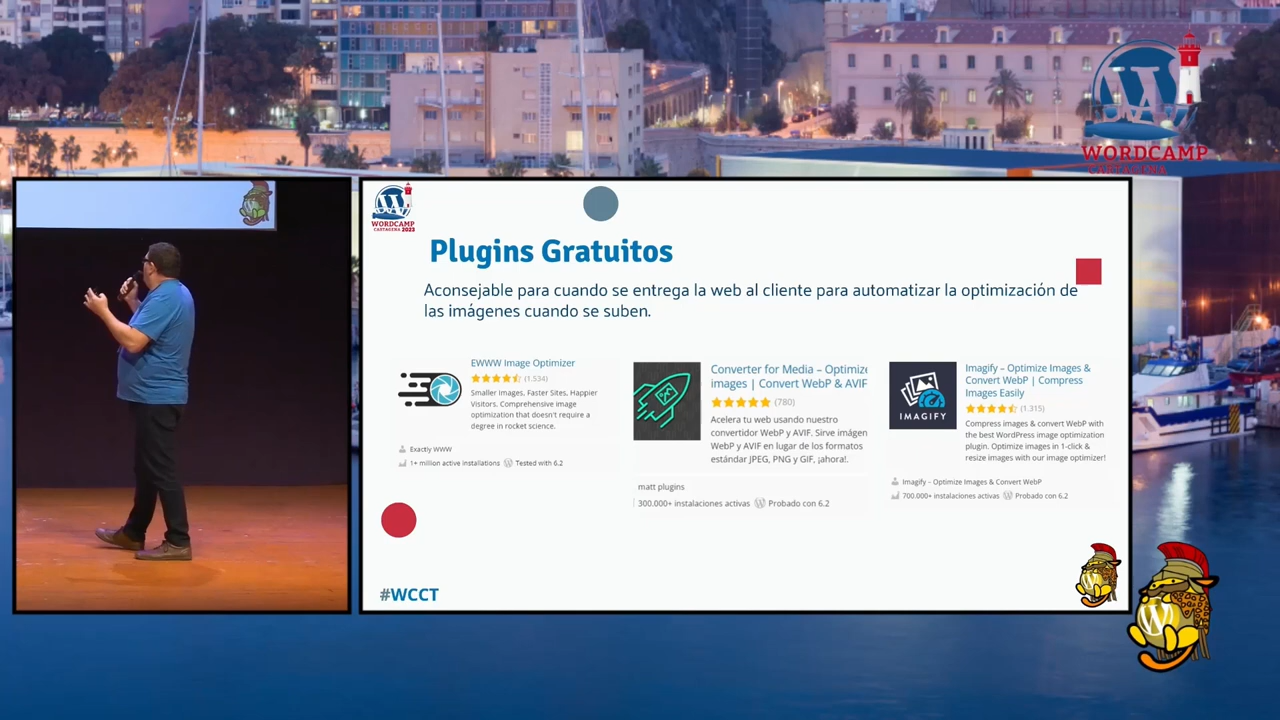 WORDCAMP
CARTAGENA
WORDCAMP
CARTAGENA 2023
Plugins Gratuitos
Aconsejable para cuando se entrega la web al cliente para automatizar la optimización de
las imágenes cuando se suben.
EWWW Image Optimizer
(1.534)
Smaller Images, Faster Sites, Happier
Visitors. Comprehensive image
optimization that doesn't require a
degree in rocket science.
Exactly WWW
1+ million active installations Tested with 6.2
Converter for Media – Optimize
images | Convert WebP & AVIF
(780)
Acelera tu web usando nuestro
convertidor WebP y AVIF. Sirve imágen
WebP y AVIF en lugar de los formatos
estándar JPEG, PNG y GIF, ¡ahora!.
matt plugins
300.000+ instalaciones activas Probado con 6.2
IMAGIFY
Imagify – Optimize Images &
Convert WebP | Compress
Images Easily
(1.315)
Compress images & convert WebP with
the best WordPress image optimization
plugin. Optimize images in 1-click &
resize images with our image optimizer!
Imagify – Optimize Images & Convert WebP
700.000+ instalaciones activas Probado con 6.2
#WCCT